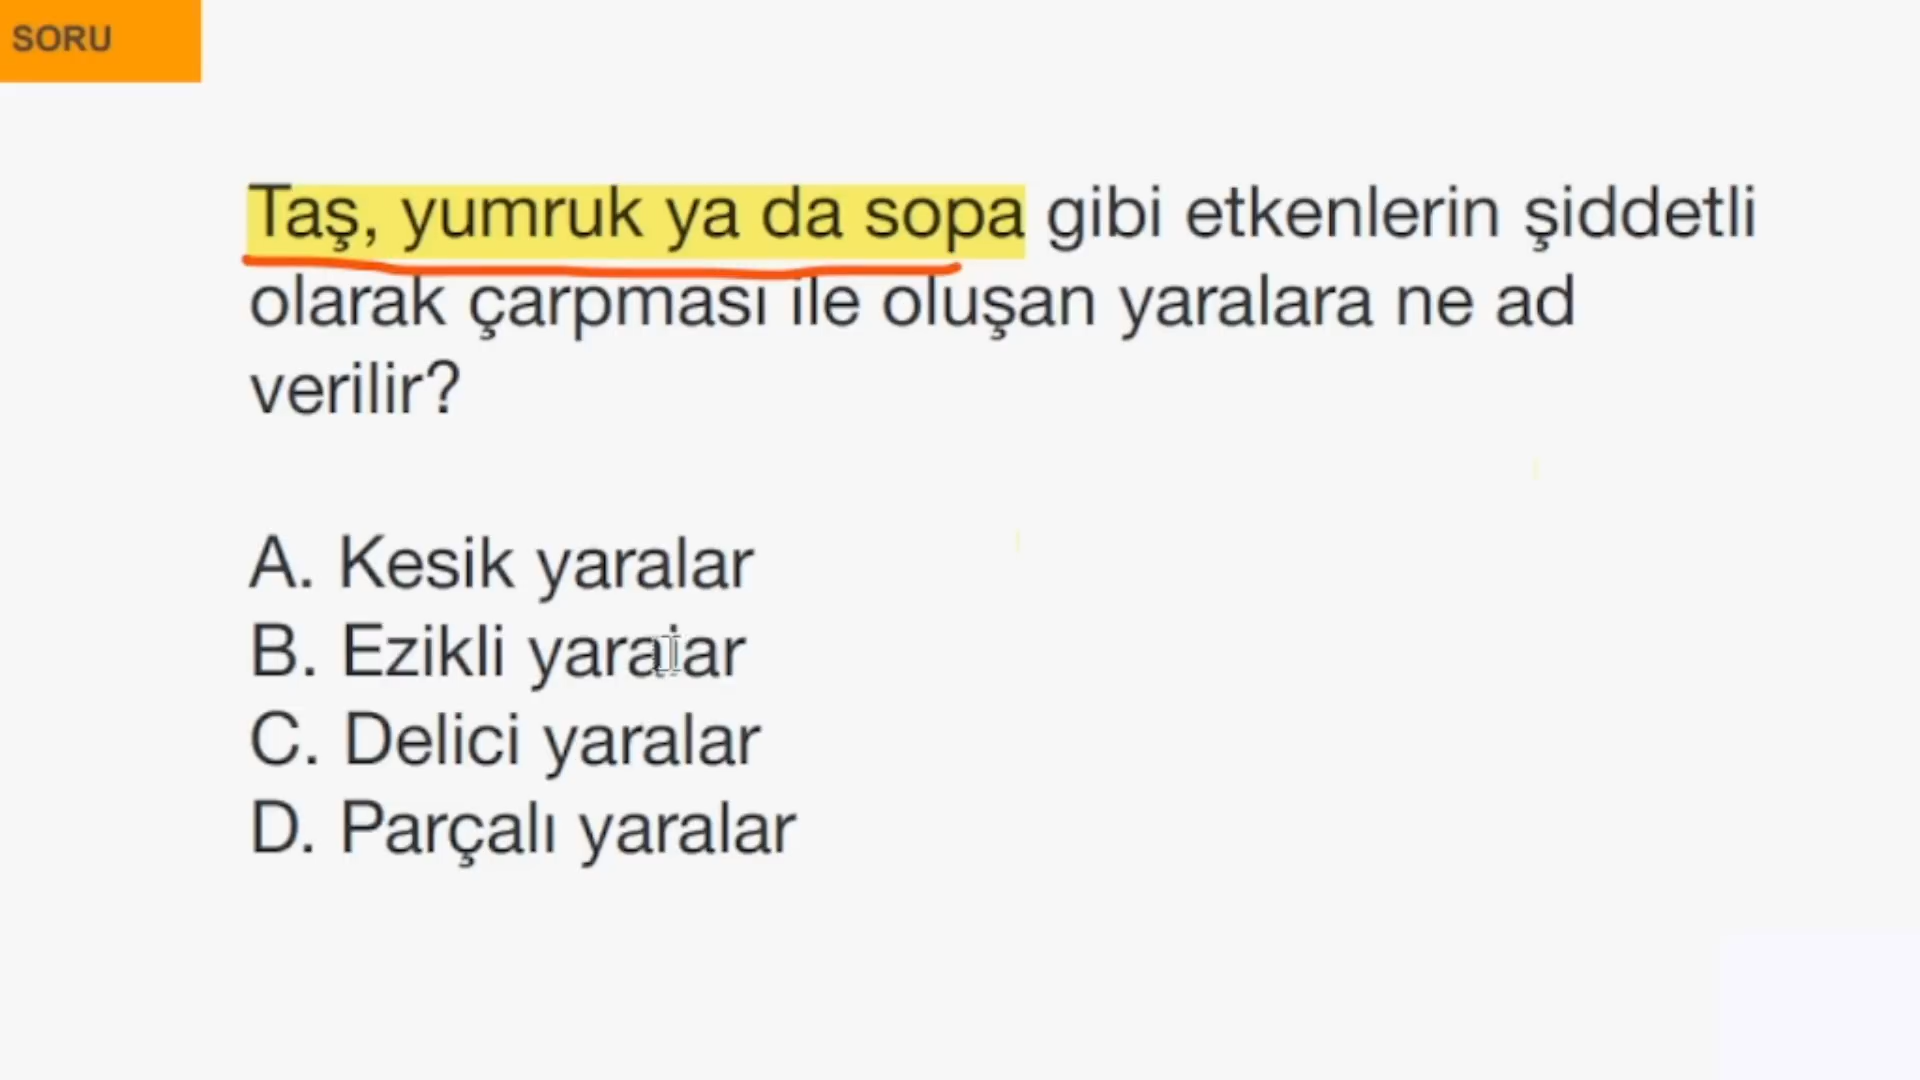 SORU
Taş, yumruk ya da sopa gibi etkenlerin şiddetli
olarak çarpması ile oluşan yaralara ne ad
verilir?
A. Kesik yaralar
B. Ezikli yaralar
C. Delici yaralar
D. Parçalı yaralar